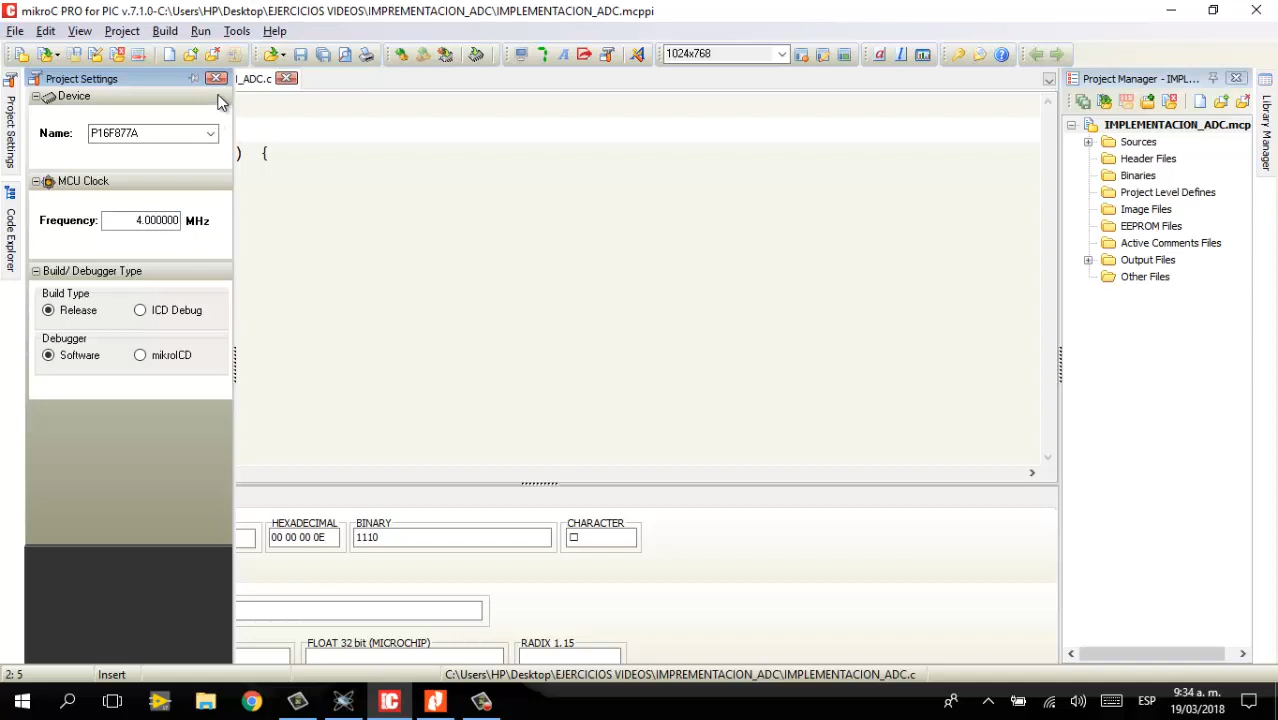 mikroC PRO for PIC v.7.1.0-C:\Users\HP\Desktop\EJERCICIOS VIDEOS\IMPREMENTACION_ADC\IMPLEMENTACION_ADC.mcppi
File Edit View Project Build Run Tools Help
1024x768
Project Settings
I_ADC.c
Project Manager - IMPL...
Device
Name: P16F877A
) {
MCU Clock
Frequency: 4.000000 MHz
Build/ Debugger Type
Build Type
Release ICD Debug
Debugger
Software mikroICD
Project Settings
Code Explorer
IMPLEMENTACION_ADC.mcp
Sources
Header Files
Binaries
Project Level Defines
Image Files
EEPROM Files
Active Comments Files
Output Files
Other Files
Library Manager
HEXADECIMAL BINARY CHARACTER
00 00 00 0E 1110
FLOAT 32 bit (MICROCHIP) RADIX 1.15
2: 5 Insert C:\Users\HP\Desktop\EJERCICIOS VIDEOS\IMPREMENTACION_ADC\IMPLEMENTACION_ADC.c
ESP
9:34 a. m.
19/03/2018